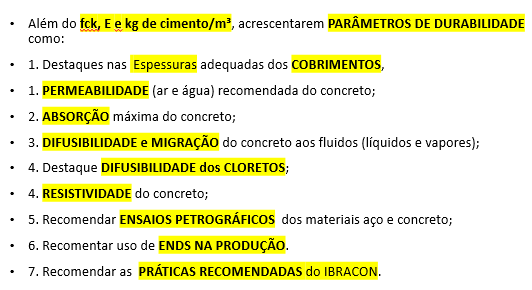 • Além do fck, E e kg de cimento/m³, acrescentarem PARÂMETROS DE DURABILIDADE
como:
• 1. Destaques nas Espessuras adequadas dos COBRIMENTOS,
• 1. PERMEABILIDADE (ar e água) recomendada do concreto;
• 2. ABSORÇÃO máxima do concreto;
• 3. DIFUSIBILIDADE e MIGRAÇÃO do concreto aos fluidos (líquidos e vapores);
• 4. Destaque DIFUSIBILIDADE dos CLORETOS;
• 4. RESISTIVIDADE do concreto;
• 5. Recomendar ENSAIOS PETROGRÁFICOS dos materiais aço e concreto;
• 6. Recomentar uso de ENDS NA PRODUÇÃO.
• 7. Recomendar as PRÁTICAS RECOMENDADAS do IBRACON.